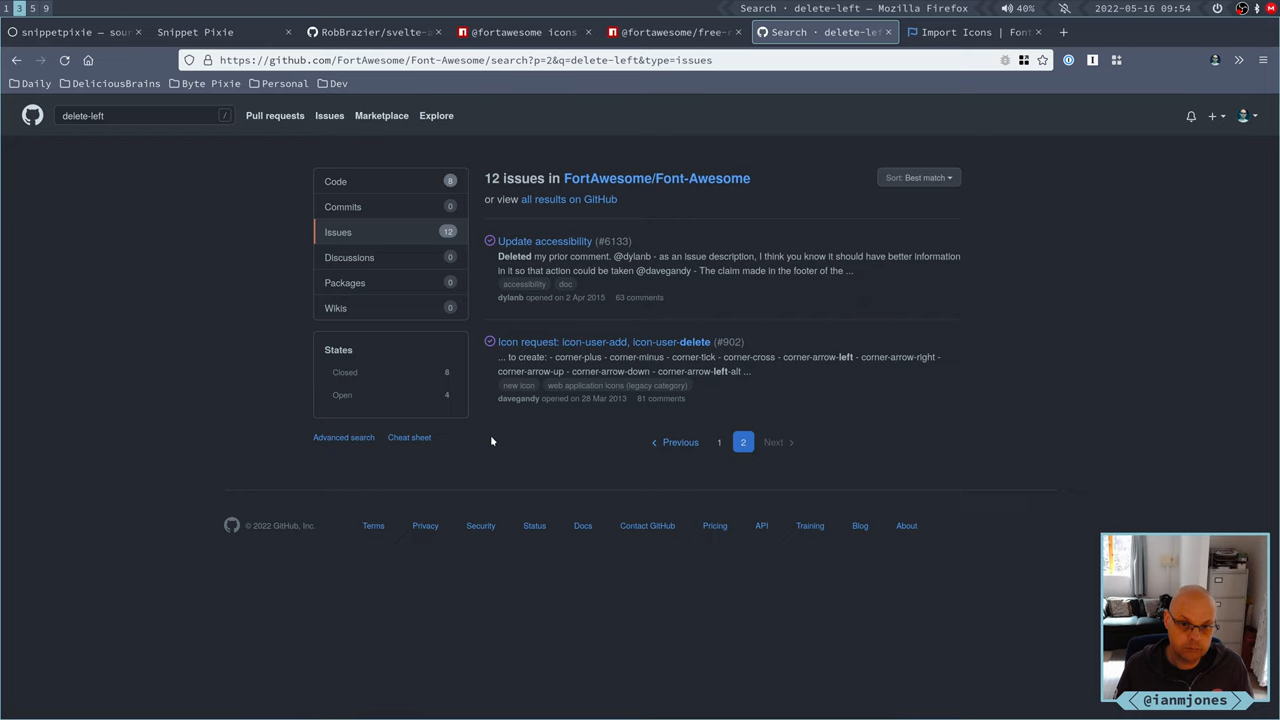 1 3 5 9
Search · delete-left — Mozilla Firefox
40%
2022-05-16 09:54
snippetpixie — sour
Snippet Pixie
RobBrazier/svelte-a
@fortawesome icons
@fortawesome/free-r
Search · delete-lef
Import Icons | Font
https://github.com/FortAwesome/Font-Awesome/search?p=2&q=delete-left&type=issues
Daily
DeliciousBrains
Byte Pixie
Personal
Dev
delete-left
/
Pull requests
Issues
Marketplace
Explore
Code 8
Commits 0
Issues 12
Discussions 0
Packages 0
Wikis 0
States
Closed 8
Open 4
Advanced search
Cheat sheet
12 issues in FortAwesome/Font-Awesome
Sort: Best match
or view all results on GitHub
Update accessibility (#6133)
Deleted my prior comment. @dylanb - as an issue description, I think you know it should have better information
in it so that action could be taken @davegandy - The claim made in the footer of the ...
accessibility doc
dylanb opened on 2 Apr 2015 63 comments
Icon request: icon-user-add, icon-user-delete (#902)
... to create: - corner-plus - corner-minus - corner-tick - corner-cross - corner-arrow-left - corner-arrow-right -
corner-arrow-up - corner-arrow-down - corner-arrow-left-alt ...
new icon web application icons (legacy category)
davegandy opened on 28 Mar 2013 81 comments
Previous 1 2 Next
© 2022 GitHub, Inc.
Terms
Privacy
Security
Status
Docs
Contact GitHub
Pricing
API
Training
Blog
About
@ianmjones